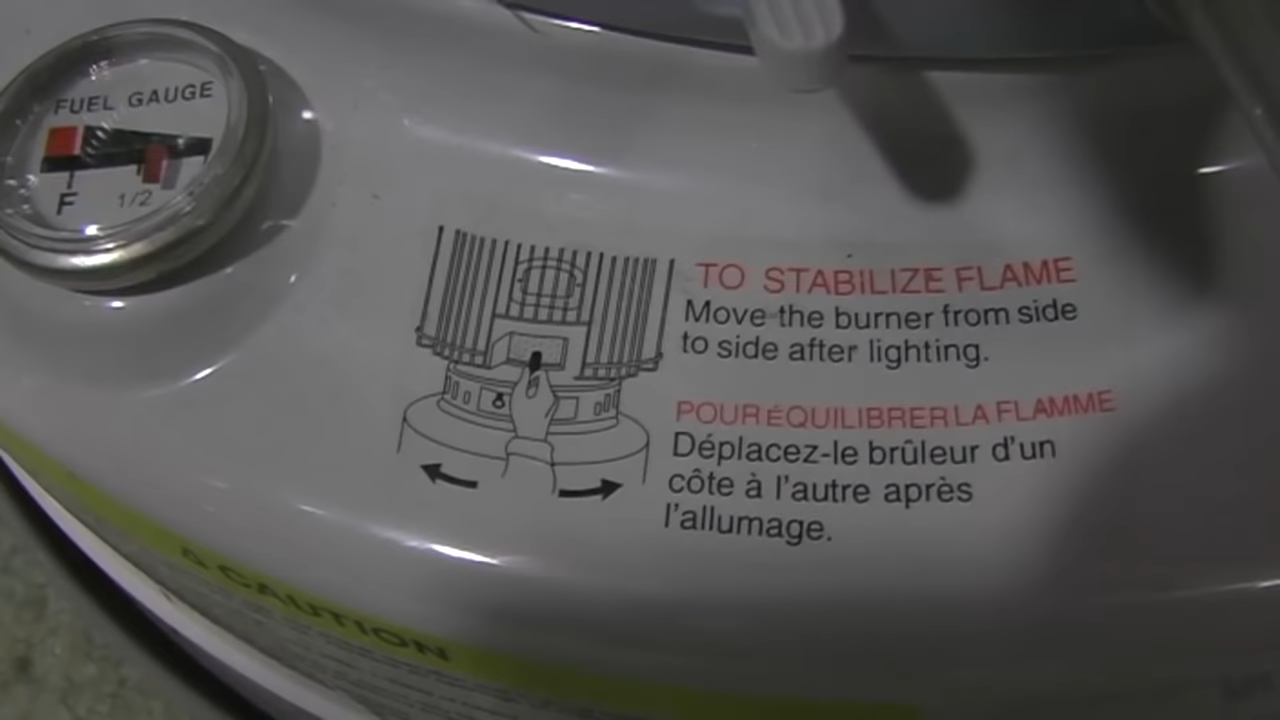 FUEL GAUGE
F 1/2
TO STABILIZE FLAME
Move the burner from side
to side after lighting.
POUR ÉQUILIBRER LA FLAMME
Déplacez-le brûleur d'un
côte à l'autre après
l'allumage.
CAUTION